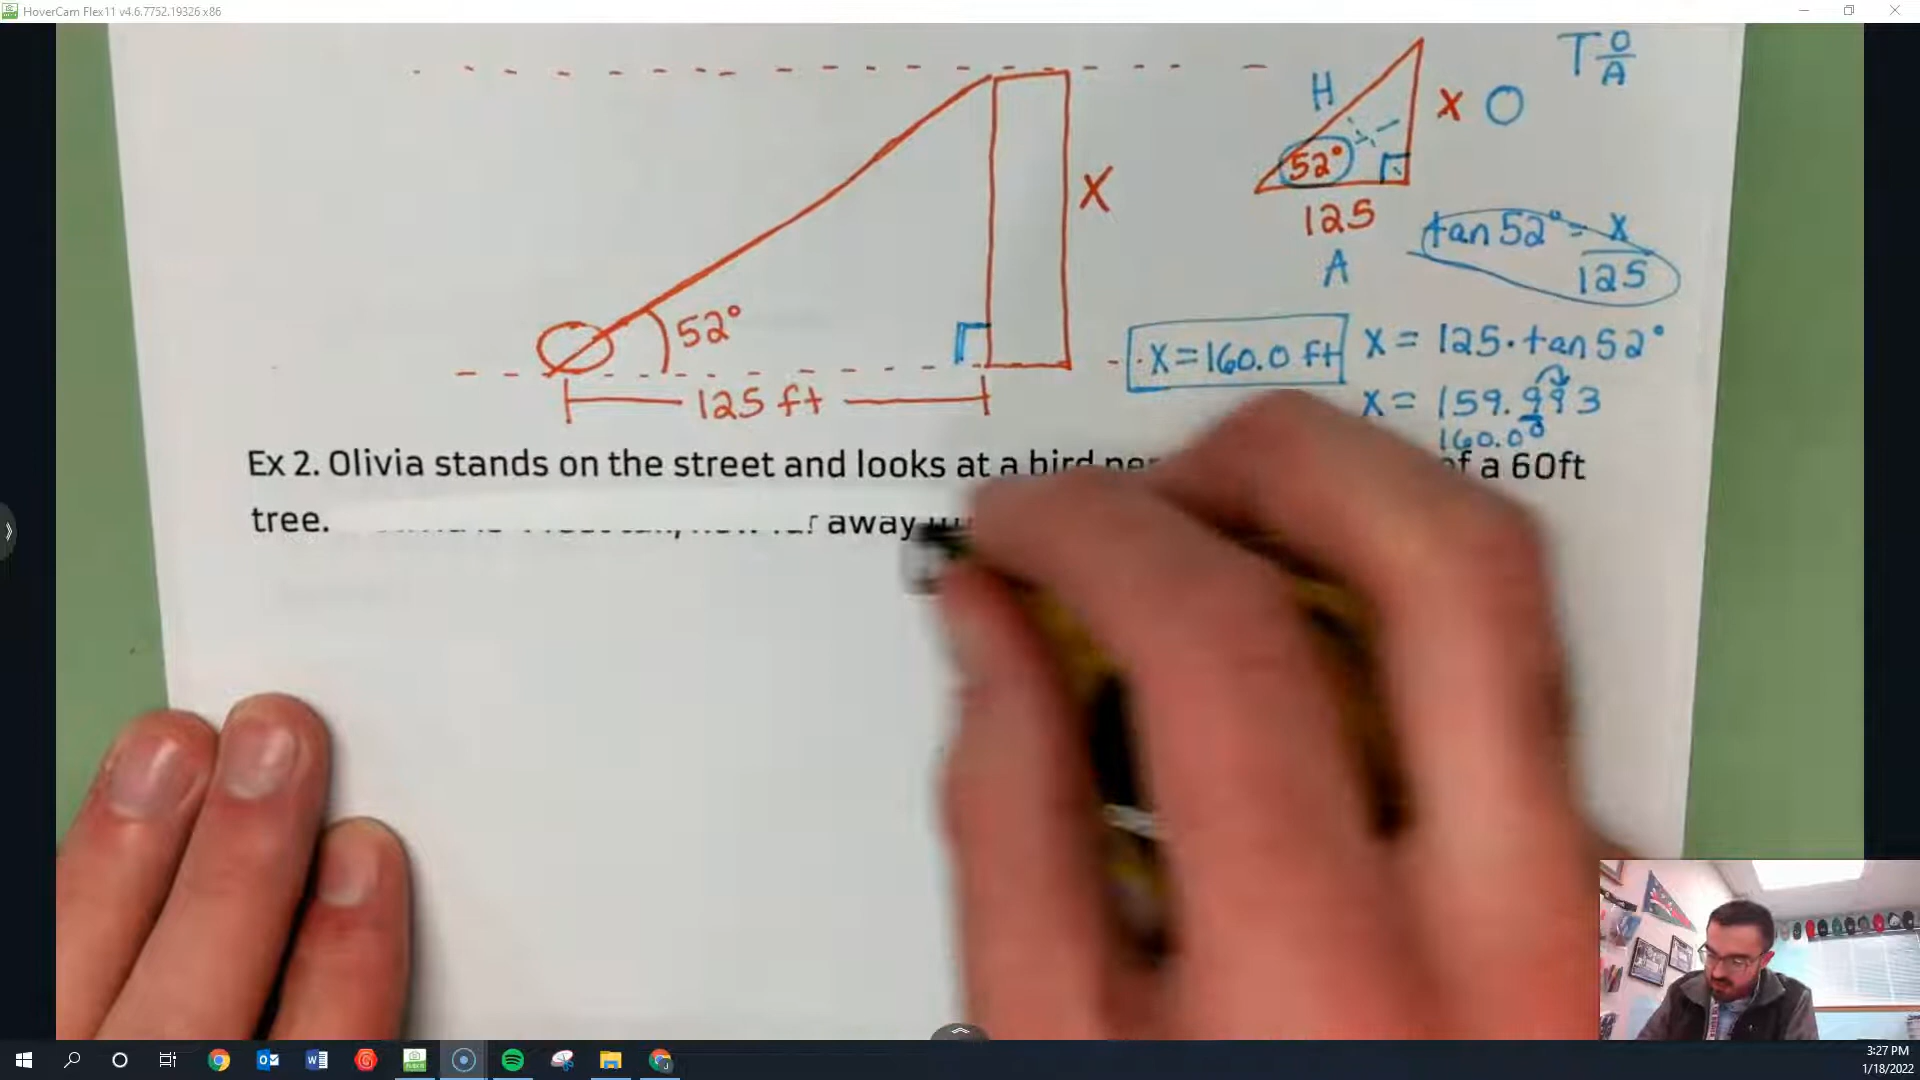 HoverCam Flex11 v4.6.7752.19326 x86
T O/A
H
X O
52°
125
A
X
52°
125 ft
tan 52° = X/125
X = 125 · tan 52°
X = 159.993
160.0
X = 160.0 ft
Ex 2. Olivia stands on the street and looks at a bird of a 60ft
tree. away
3:27 PM
1/18/2022